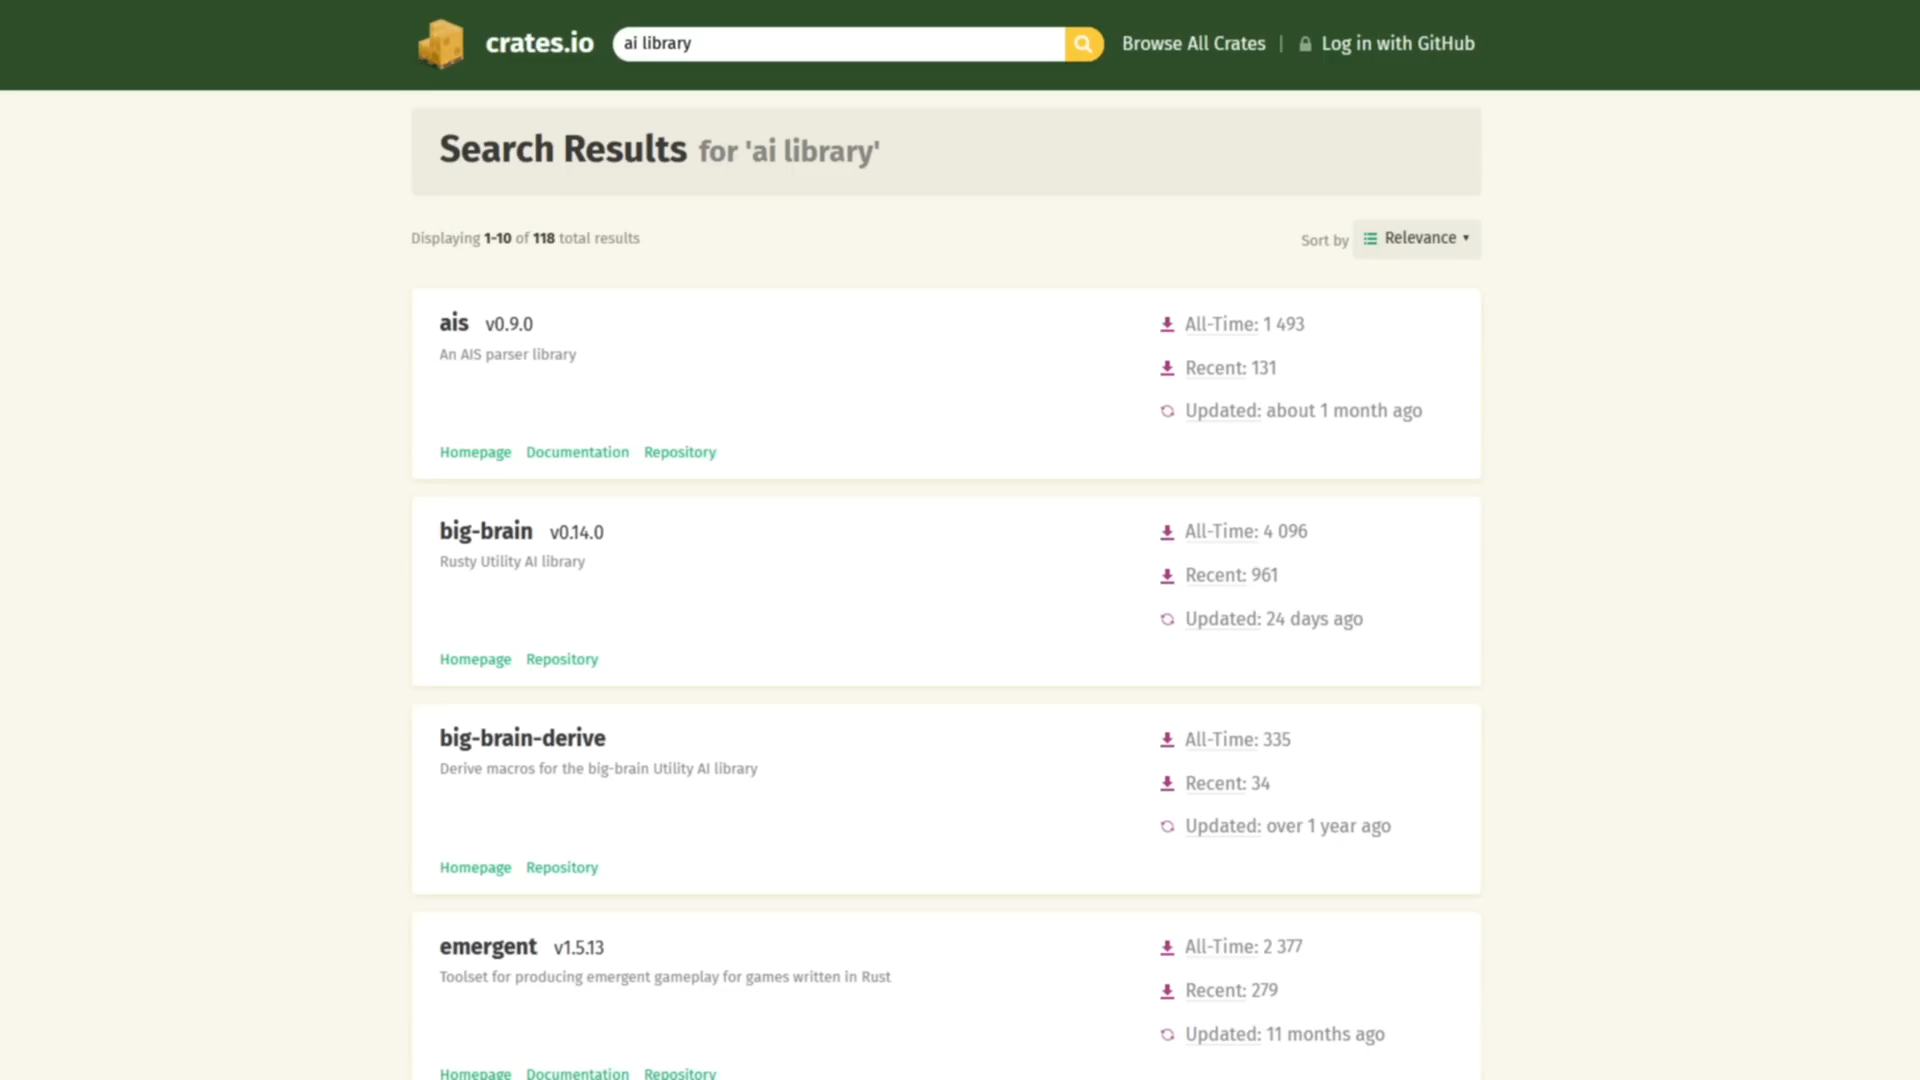 crates.io
ai library
Browse All Crates | Log in with GitHub
Search Results for 'ai library'
Displaying 1-10 of 118 total results
Sort by Relevance ▾
ais v0.9.0
An AIS parser library
All-Time: 1 493
Recent: 131
Updated: about 1 month ago
Homepage Documentation Repository
big-brain v0.14.0
Rusty Utility AI library
All-Time: 4 096
Recent: 961
Updated: 24 days ago
Homepage Repository
big-brain-derive
Derive macros for the big-brain Utility AI library
All-Time: 335
Recent: 34
Updated: over 1 year ago
Homepage Repository
emergent v1.5.13
Toolset for producing emergent gameplay for games written in Rust
All-Time: 2 377
Recent: 279
Updated: 11 months ago
Homepage Documentation Repository